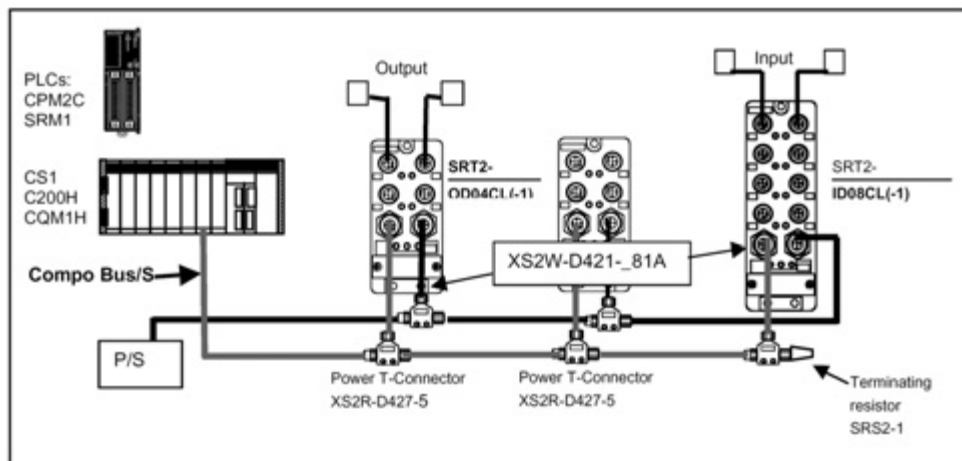 PLCs:
CPM2C
SRM1
Output
Input
SRT2-
OD04CL(-1)
SRT2-
ID08CL(-1)
CS1
C200H
CQM1H
XS2W-D421-_81A
Compo Bus/S
P/S
Power T-Connector
XS2R-D427-5
Power T-Connector
XS2R-D427-5
Terminating
resistor
SRS2-1